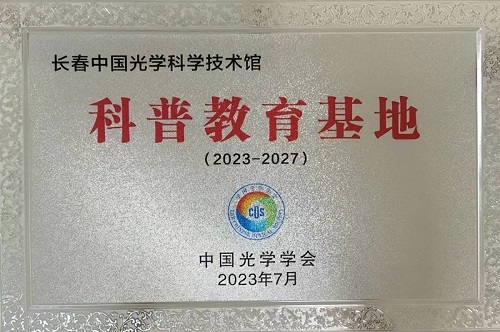 长春中国光学科学技术馆
科普教育基地
(2023-2027)
COS
中国光学学会
2023年7月